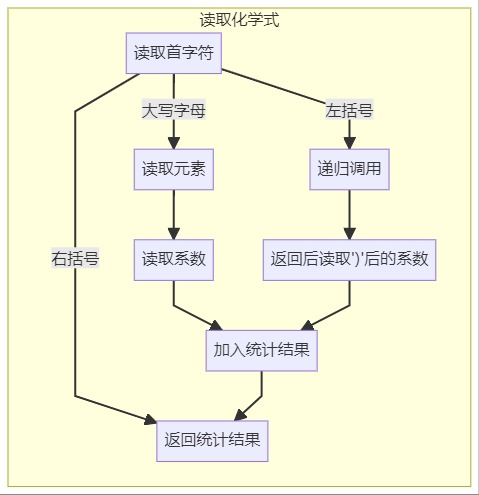 读取化学式
读取首字符
大写字母
左括号
读取元素
递归调用
右括号
读取系数
返回后读取')'后的系数
加入统计结果
返回统计结果